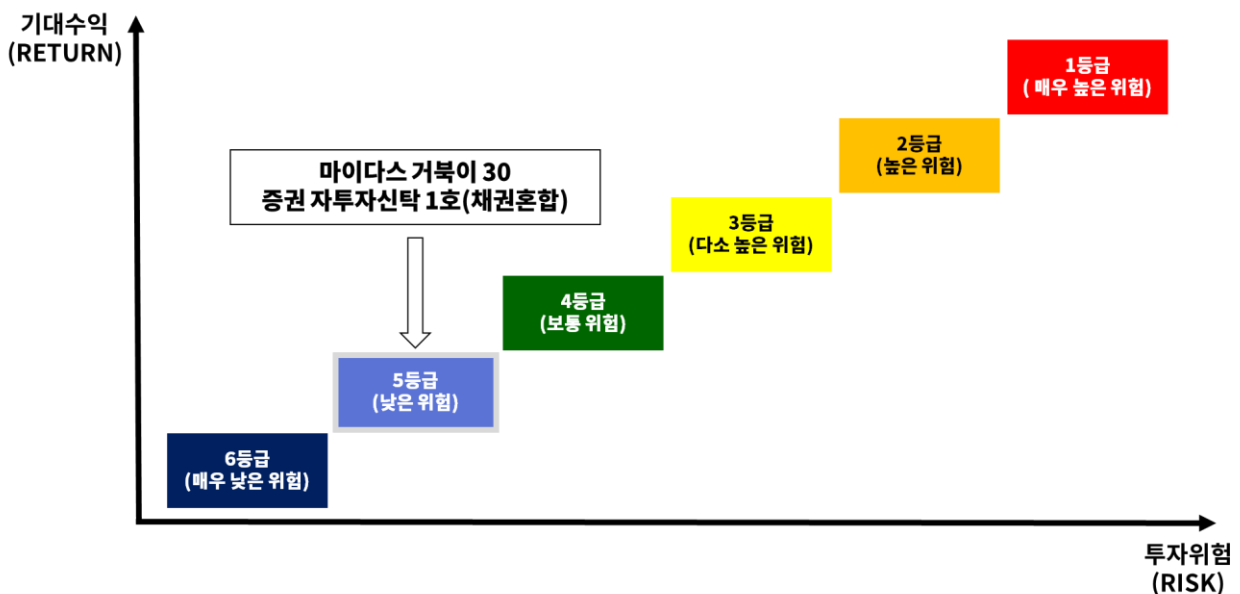 기대수익
(RETURN)
1등급
( 매우 높은 위험)
2등급
(높은 위험)
마이다스 거북이 30
증권 자투자신탁 1호(채권혼합)
3등급
(다소 높은 위험)
4등급
(보통 위험)
5등급
(낮은 위험)
6등급
(매우 낮은 위험)
투자위험
(RISK)